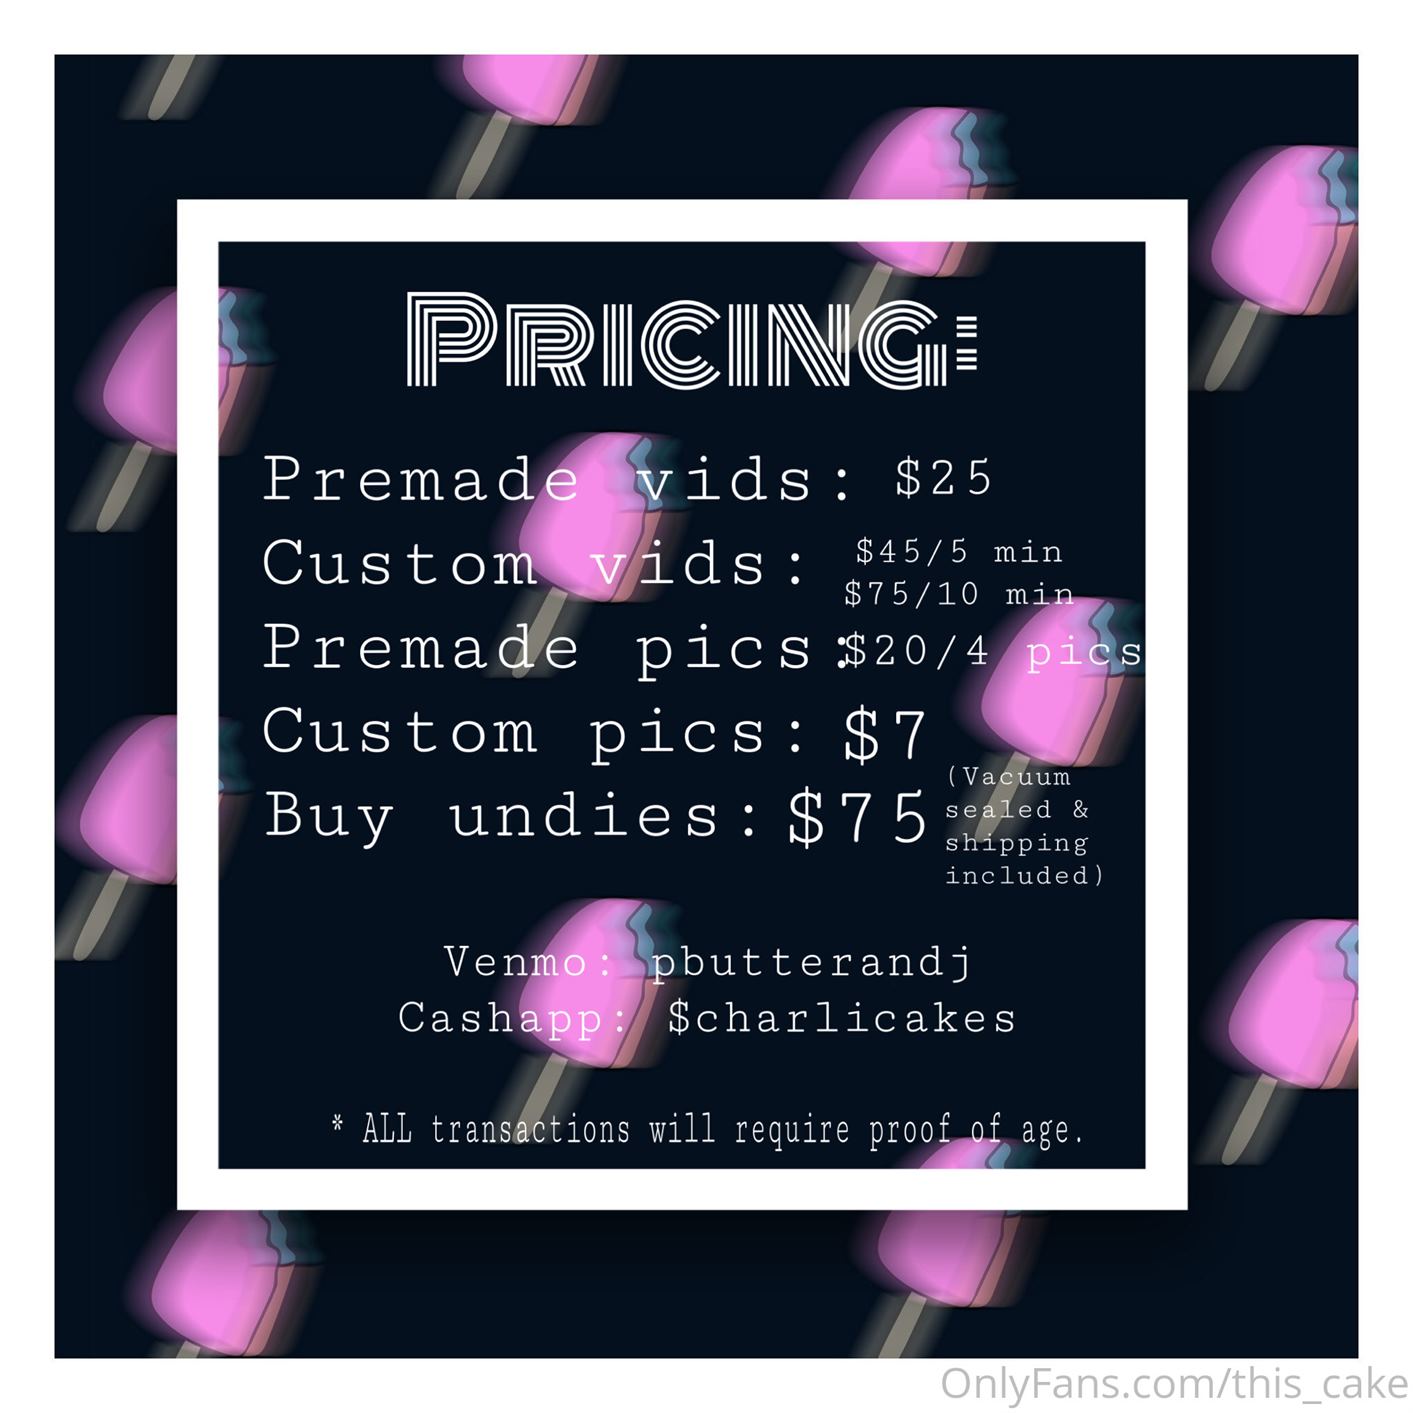 PRICING:
Premade vids: $25
Custom vids: $45/5 min
$75/10 min
Premade pics: $20/4 pics
Custom pics: $7
Buy undies: $75
(Vacuum
sealed &
shipping
included)
Venmo: pbutterandj
Cashapp: $charlicakes
* ALL transactions will require proof of age.
OnlyFans.com/this_cake